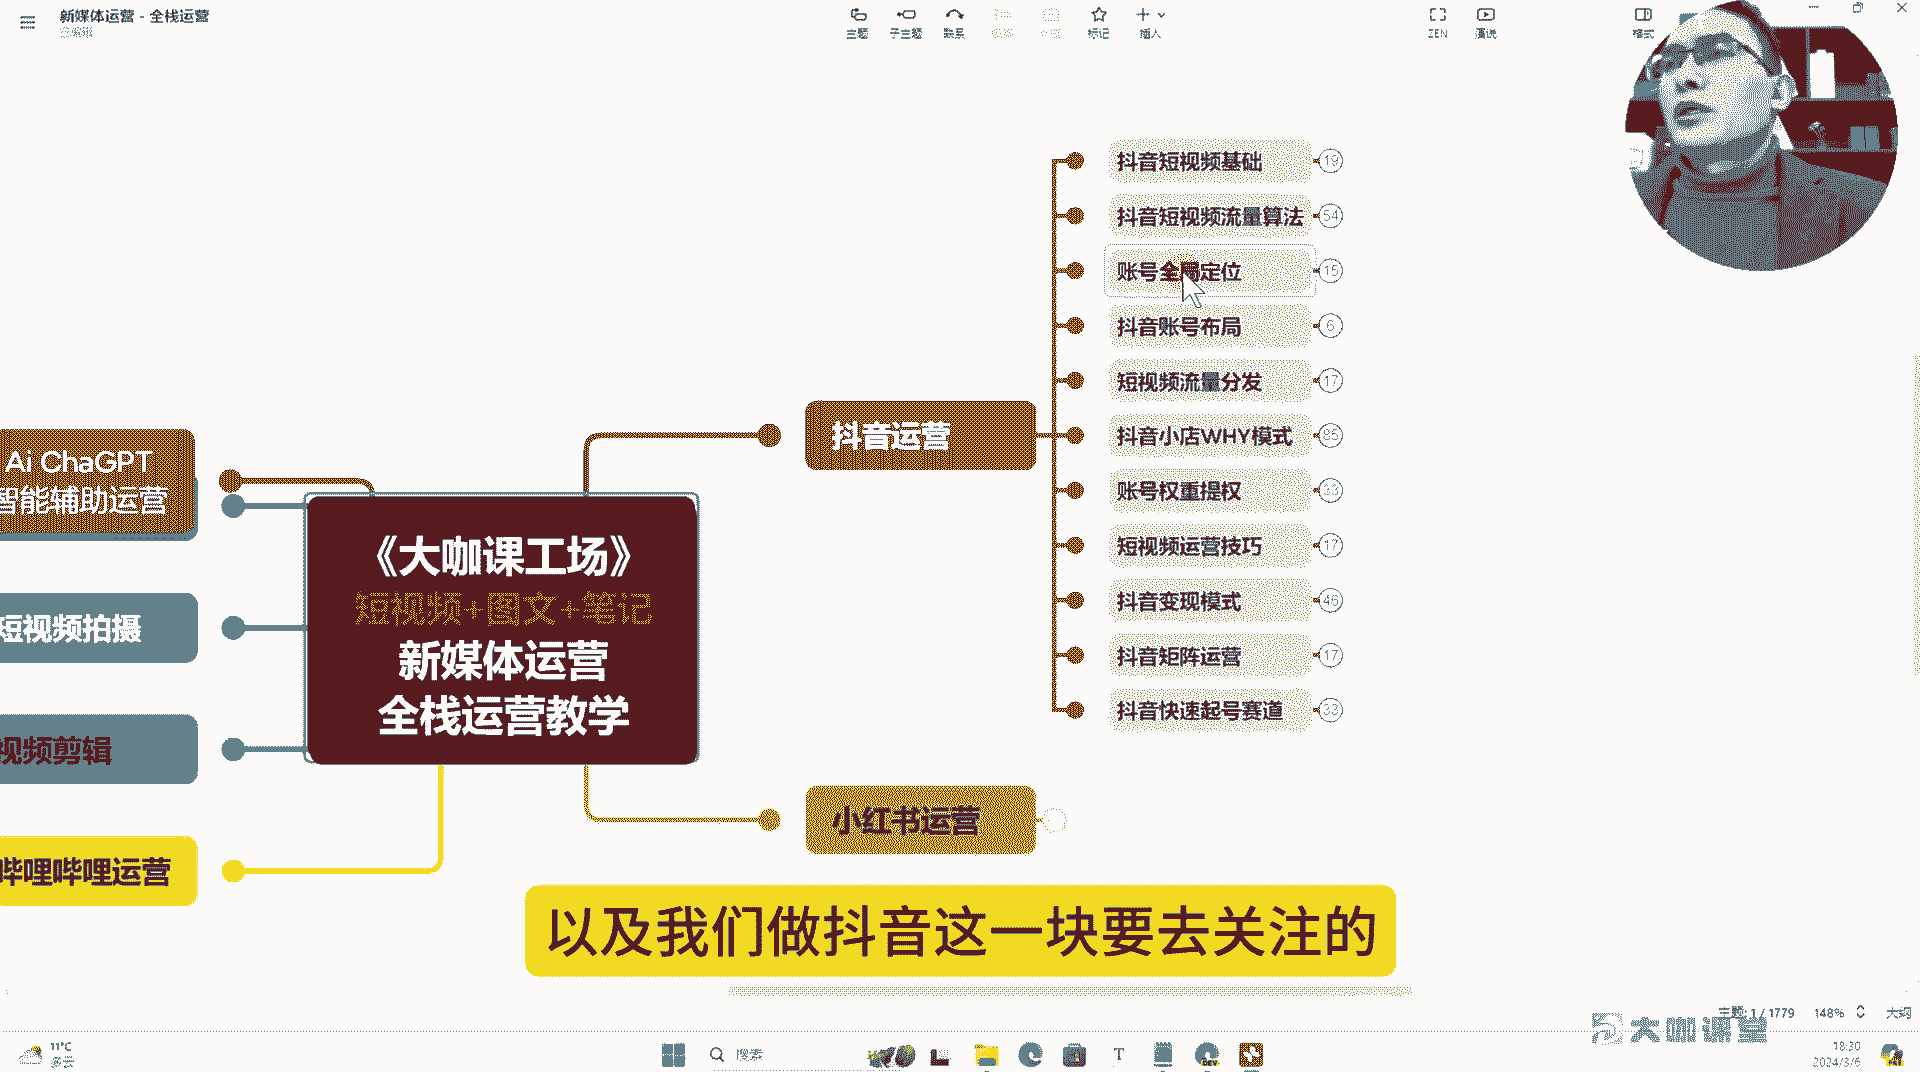 新媒体运营 - 全栈运营
已编辑
主题
子主题
联系
标记
插入
ZEN
演说
格式
抖音短视频基础
19
抖音短视频流量算法
54
账号全局定位
15
抖音账号布局
6
短视频流量分发
17
抖音小店WHY模式
85
账号权重提权
33
短视频运营技巧
17
抖音变现模式
46
抖音矩阵运营
17
抖音快速起号赛道
33
抖音运营
小红书运营
Ai ChaGPT
智能辅助运营
短视频拍摄
视频剪辑
哔哩哔哩运营
《大咖课工场》
短视频+图文+笔记
新媒体运营
全栈运营教学
以及我们做抖音这一块要去关注的
主题: 1 / 1779
148%
大纲
大咖课堂
11°C
多云
搜索
18:30
2024/3/6